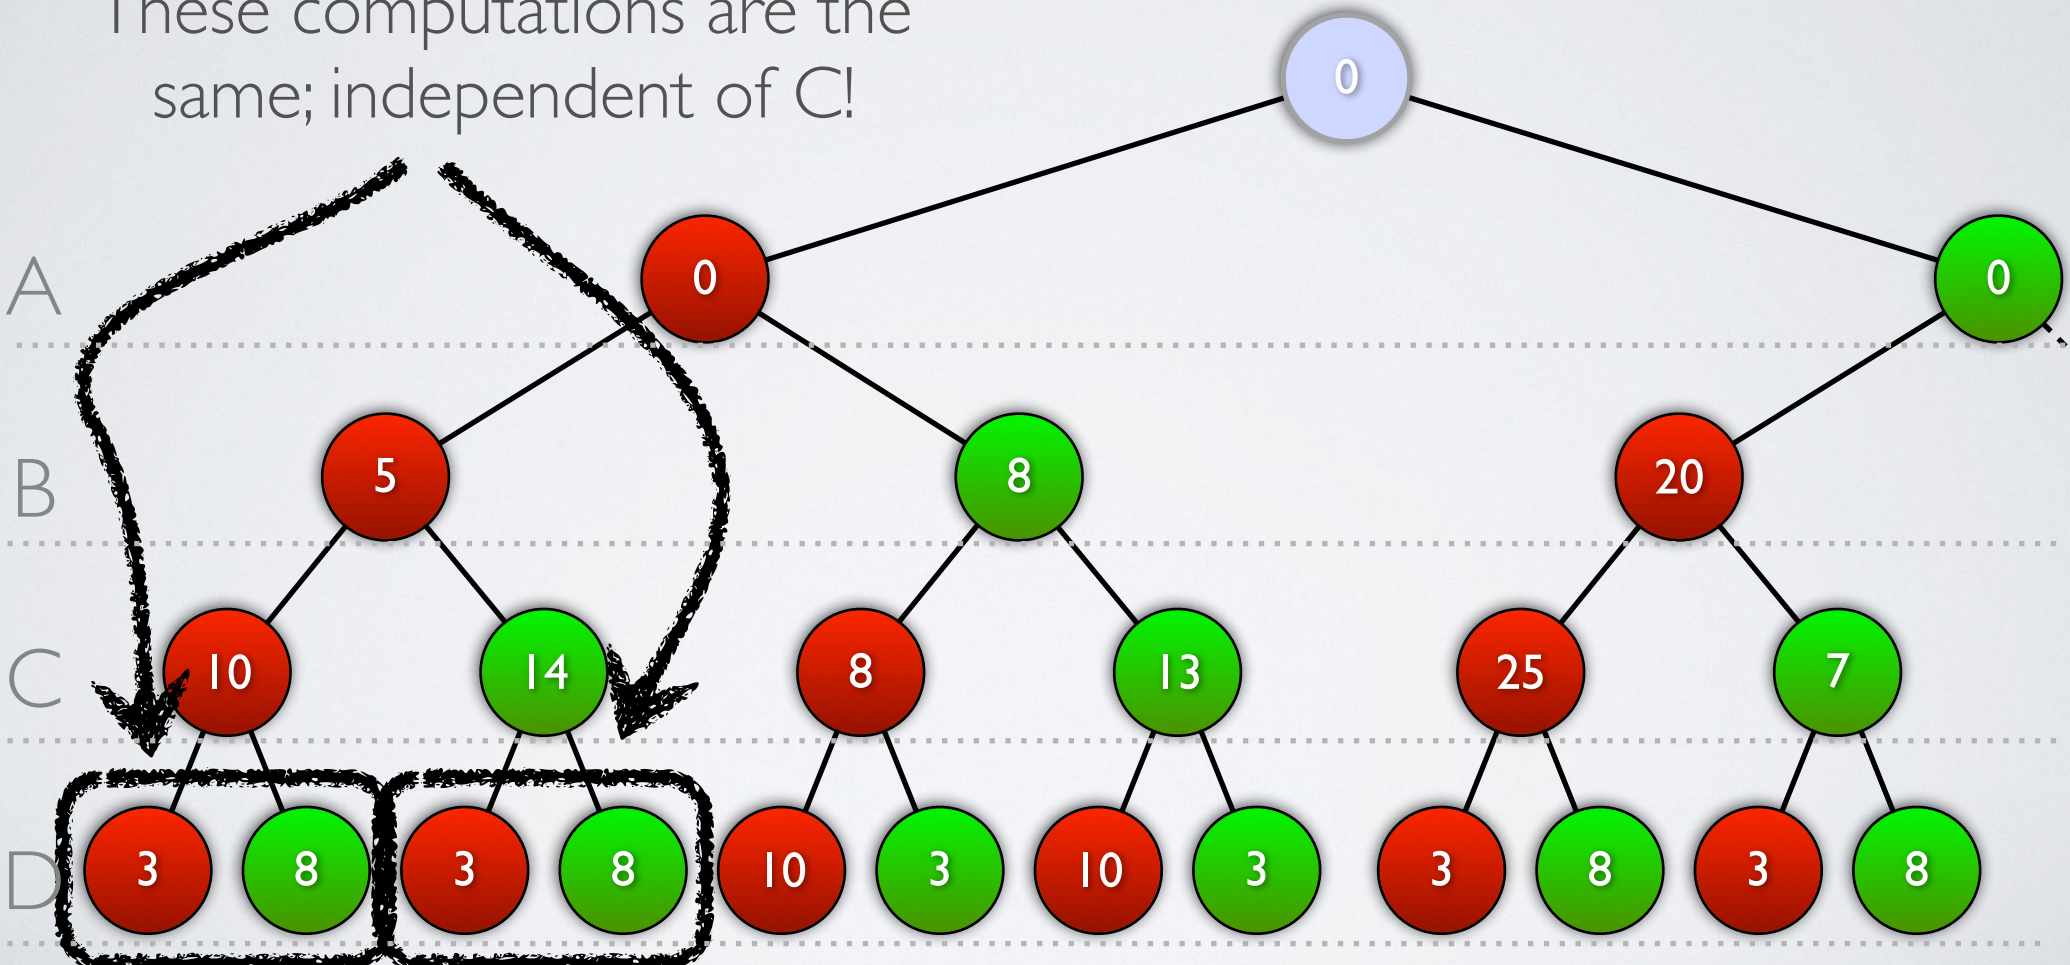 These computations are the
same; independent of C!
0
A 0 0
B 5 8 20
C 10 14 8 13 25 7
D 3 8 3 8 10 3 10 3 3 8 3 8